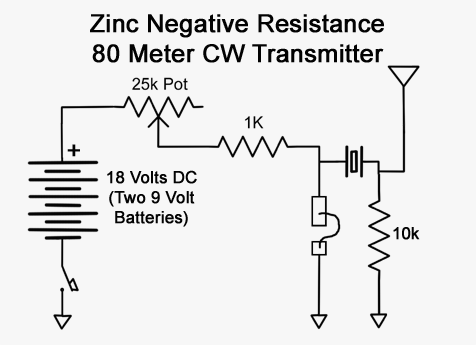 Zinc Negative Resistance
80 Meter CW Transmitter
25k Pot
1K
+
18 Volts DC
(Two 9 Volt
Batteries)
10k